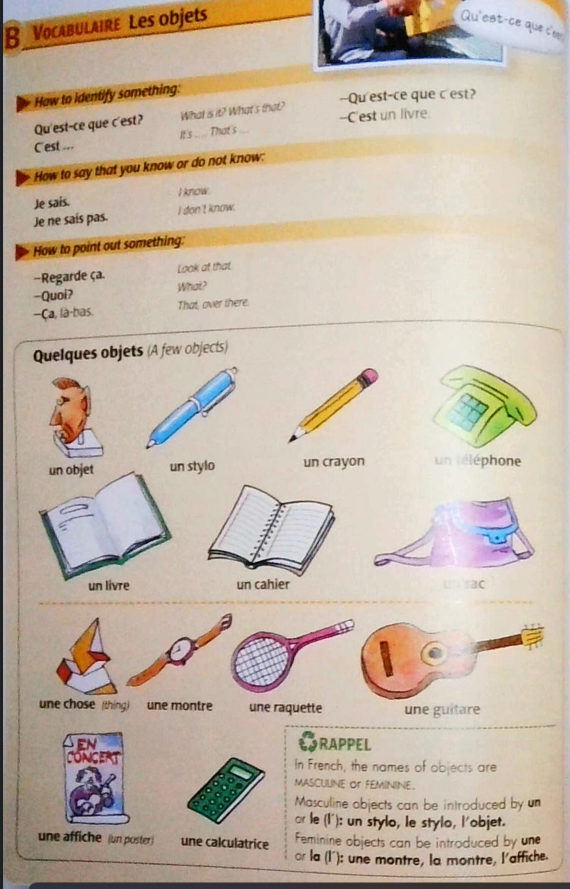 B VOCABULAIRE Les objets
Qu'est-ce que c'est
How to identify something:
Qu'est-ce que c'est? What is it? What's that?
C'est ... It's .... That's ...
–Qu'est-ce que c'est?
–C'est un livre.
How to say that you know or do not know:
Je sais. I know.
Je ne sais pas. I don't know.
How to point out something:
–Regarde ça. Look at that.
–Quoi? What?
–Ça, là-bas. That, over there.
Quelques objets (A few objects)
un objet un stylo un crayon un téléphone
un livre un cahier un sac
une chose (thing) une montre une raquette une guitare
EN
CONCERT
une affiche (un poster) une calculatrice
RAPPEL
In French, the names of objects are
MASCULINE or FEMININE.
Masculine objects can be introduced by un
or le (l'): un stylo, le stylo, l'objet.
Feminine objects can be introduced by une
or la (l'): une montre, la montre, l'affiche.